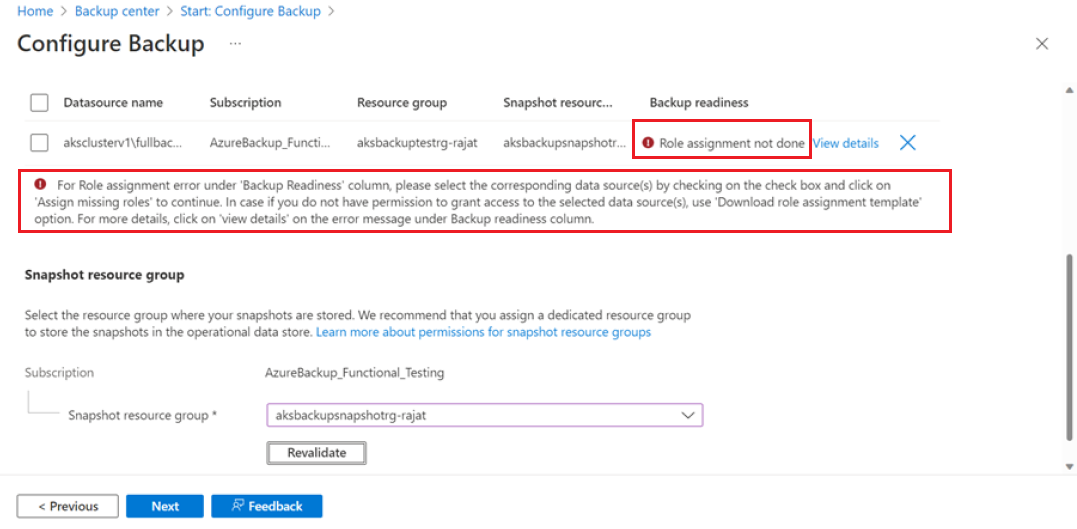 Home > Backup center > Start: Configure Backup >
Configure Backup ...
Datasource name Subscription Resource group Snapshot resourc... Backup readiness
aksclusterv1\fullbac... AzureBackup_Functi... aksbackuptestrg-rajat aksbackupsnapshotr... Role assignment not done View details
For Role assignment error under 'Backup Readiness' column, please select the corresponding data source(s) by checking on the check box and click on
'Assign missing roles' to continue. In case if you do not have permission to grant access to the selected data source(s), use 'Download role assignment template'
option. For more details, click on 'view details' on the error message under Backup readiness column.
Snapshot resource group
Select the resource group where your snapshots are stored. We recommend that you assign a dedicated resource group
to store the snapshots in the operational data store. Learn more about permissions for snapshot resource groups
Subscription AzureBackup_Functional_Testing
Snapshot resource group * aksbackupsnapshotrg-rajat
Revalidate
< Previous Next Feedback